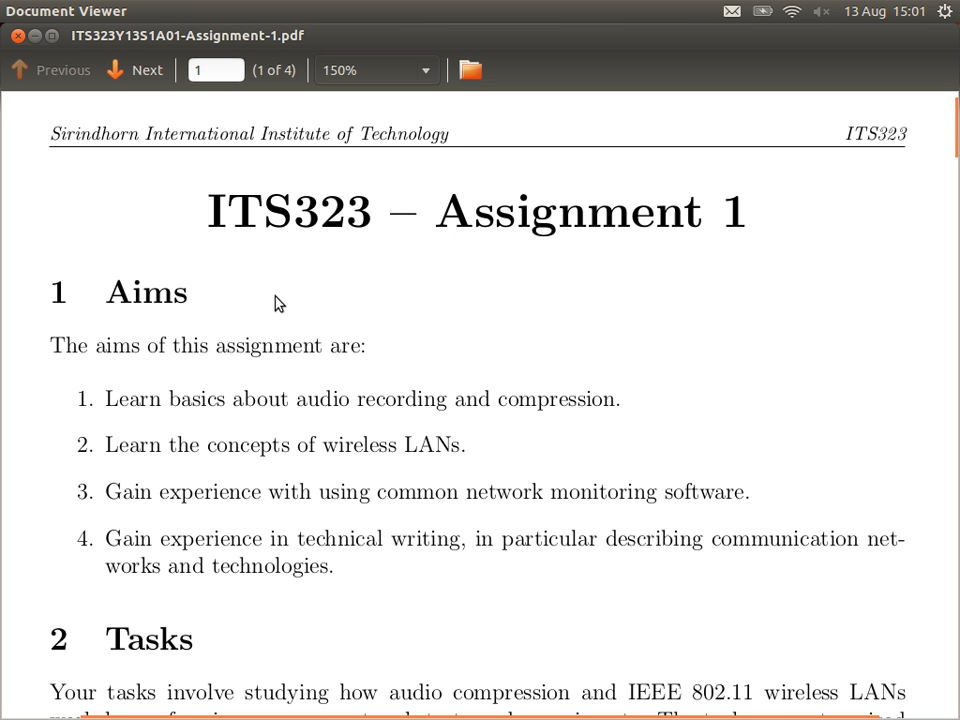 Document Viewer
13 Aug 15:01
ITS323Y13S1A01-Assignment-1.pdf
Previous Next 1 (1 of 4) 150%
Sirindhorn International Institute of Technology ITS323
ITS323 – Assignment 1
1 Aims
The aims of this assignment are:
1. Learn basics about audio recording and compression.
2. Learn the concepts of wireless LANs.
3. Gain experience with using common network monitoring software.
4. Gain experience in technical writing, in particular describing communication net-
works and technologies.
2 Tasks
Your tasks involve studying how audio compression and IEEE 802.11 wireless LANs